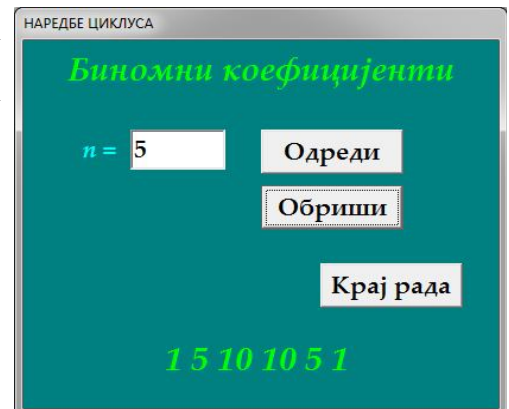 НАРЕДБЕ ЦИКЛУСА
Биномни коефицијенти
n = 5 Одреди
Обриши
Крај рада
1 5 10 10 5 1